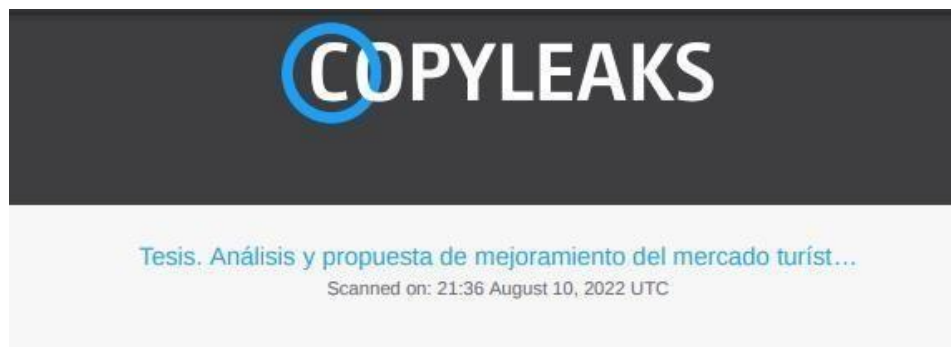 COPYLEAKS
Tesis. Análisis y propuesta de mejoramiento del mercado turíst...
Scanned on: 21:36 August 10, 2022 UTC